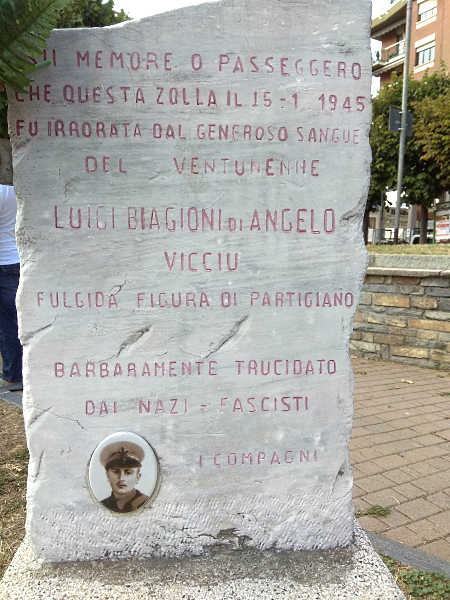 SII MEMORE O PASSEGGERO
CHE QUESTA ZOLLA IL 15-1 1945
FU IRRORATA DAL GENEROSO SANGUE
DEL VENTUNENNE
LUIGI BIAGIONI DI ANGELO
VICCIU
FULGIDA FIGURA DI PARTIGIANO
BARBARAMENTE TRUCIDATO
DAI NAZI-FASCISTI
I COMPAGNI